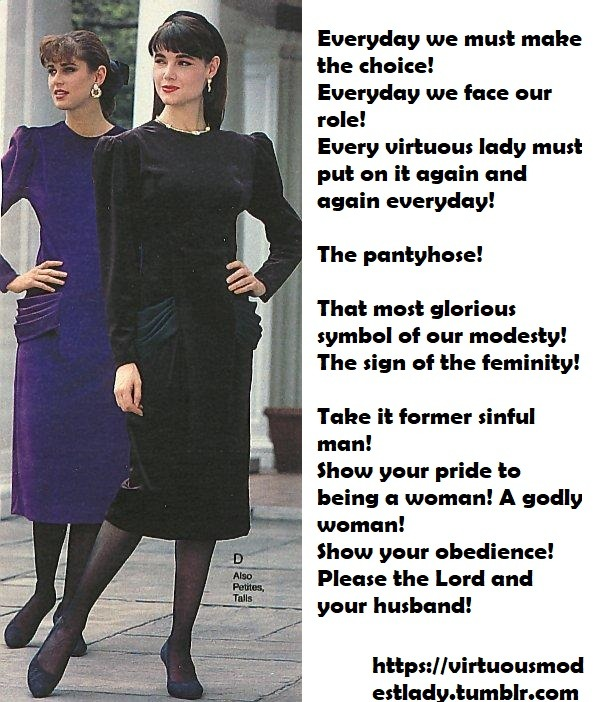 Everyday we must make
the choice!
Everyday we face our
role!
Every virtuous lady must
put on it again and
again everyday!
The pantyhose!
That most glorious
symbol of our modesty!
The sign of the feminity!
Take it former sinful
man!
Show your pride to
being a woman! A godly
woman!
Show your obedience!
Please the Lord and
your husband!
https://virtuousmod
estlady.tumblr.com
D
Also
Petites,
Talls